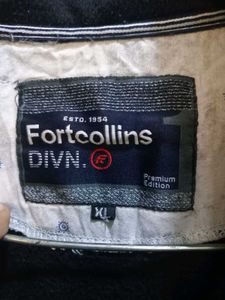 ESTD. 1954
Fortcollins
DIVN.
Premium
Edition
XL